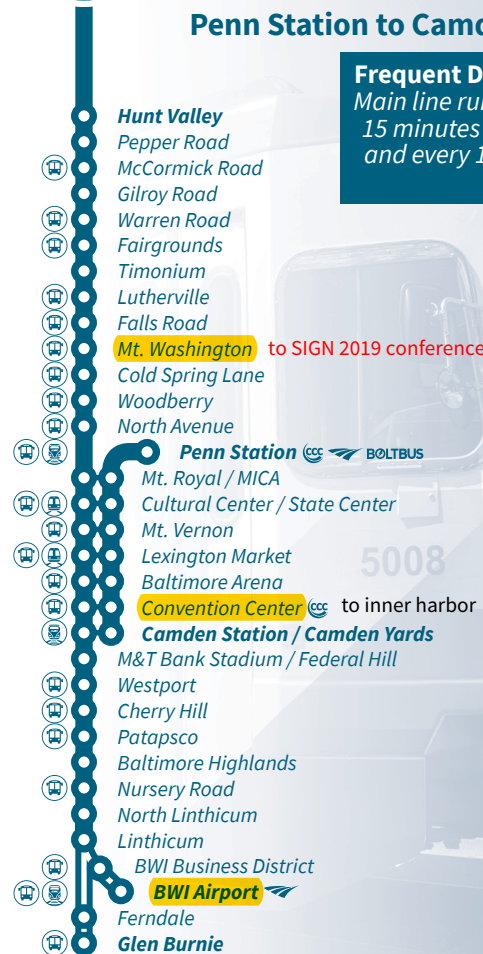 Penn Station to Camd
Frequent D
Main line ru
15 minutes
and every 1
Hunt Valley
Pepper Road
McCormick Road
Gilroy Road
Warren Road
Fairgrounds
Timonium
Lutherville
Falls Road
Mt. Washington to SIGN 2019 conference
Cold Spring Lane
Woodberry
North Avenue
Penn Station CCC BOLTBUS
Mt. Royal / MICA
Cultural Center / State Center
Mt. Vernon
Lexington Market
5008
Baltimore Arena
Convention Center CCC to inner harbor
Camden Station / Camden Yards
M&T Bank Stadium / Federal Hill
Westport
Cherry Hill
Patapsco
Baltimore Highlands
Nursery Road
North Linthicum
Linthicum
BWI Business District
BWI Airport
Ferndale
Glen Burnie